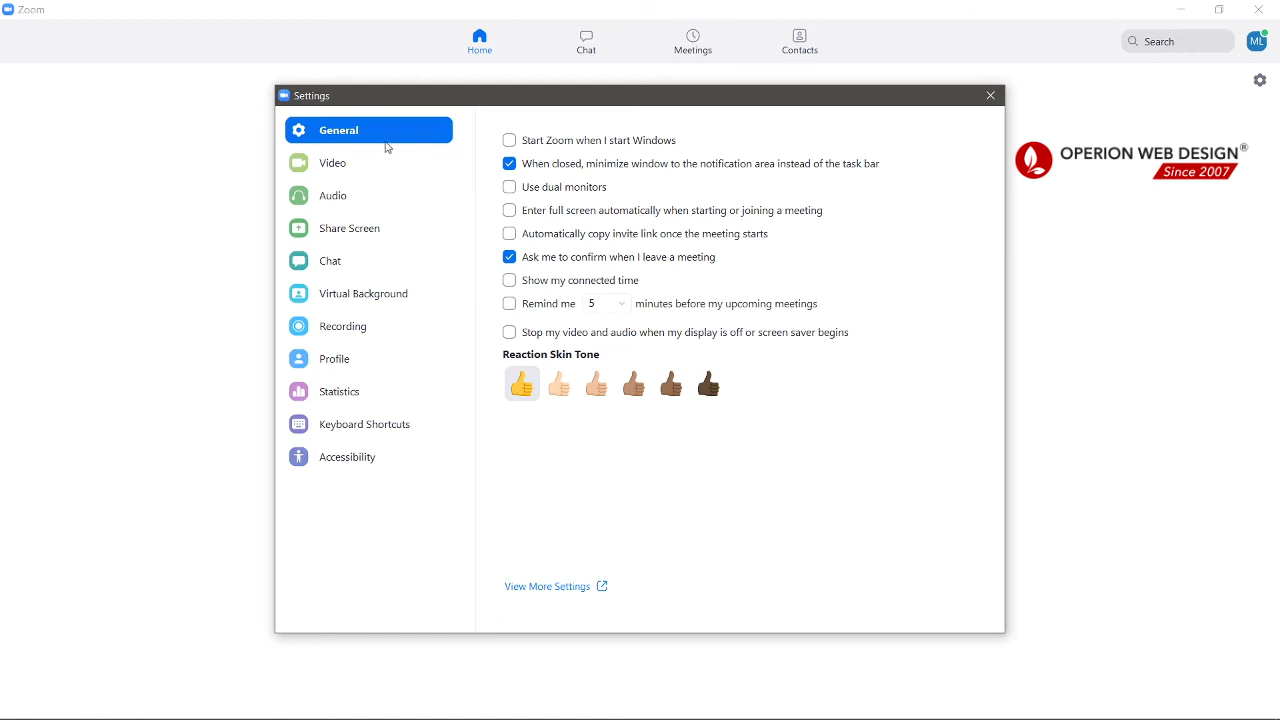 Zoom
Home
Chat
Meetings
Contacts
Search
ML
Settings
General
Video
Audio
Share Screen
Chat
Virtual Background
Recording
Profile
Statistics
Keyboard Shortcuts
Accessibility
Start Zoom when I start Windows
When closed, minimize window to the notification area instead of the task bar
Use dual monitors
Enter full screen automatically when starting or joining a meeting
Automatically copy invite link once the meeting starts
Ask me to confirm when I leave a meeting
Show my connected time
Remind me 5 minutes before my upcoming meetings
Stop my video and audio when my display is off or screen saver begins
Reaction Skin Tone
View More Settings
OPERION WEB DESIGN®
Since 2007